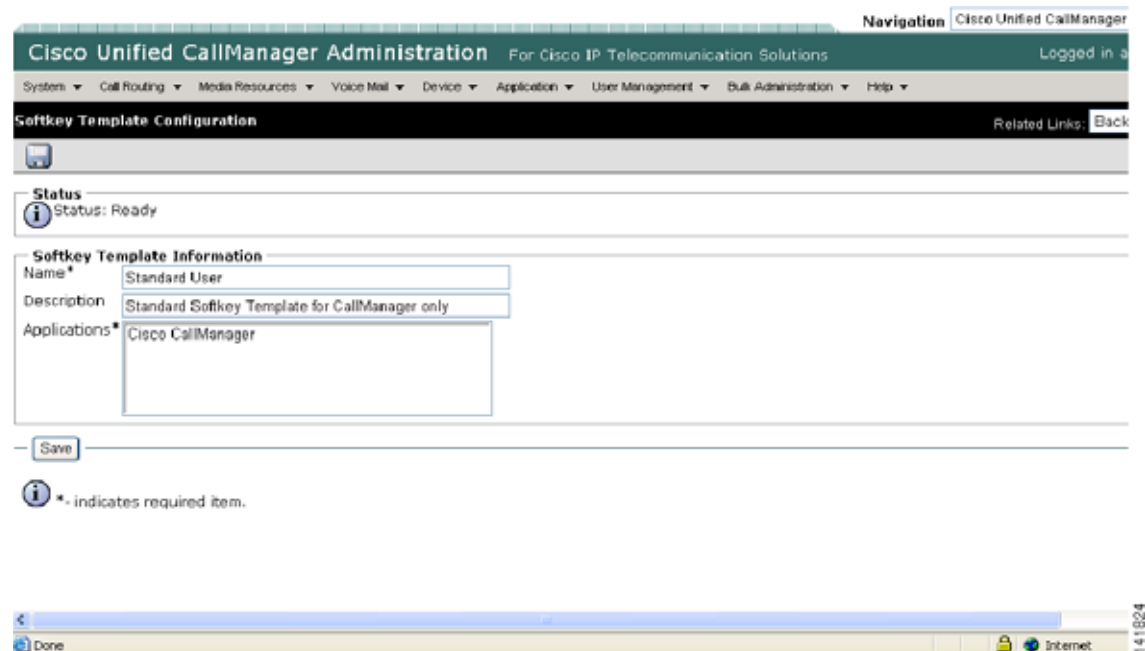 Navigation Cisco Unified CallManager
Cisco Unified CallManager Administration For Cisco IP Telecommunication Solutions Logged in a
System Call Routing Media Resources Voice Mail Device Application User Management Bulk Administration Help
Softkey Template Configuration Related Links: Back
Status
Status: Ready
Softkey Template Information
Name* Standard User
Description Standard Softkey Template for CallManager only
Applications* Cisco CallManager
Save
*- indicates required item.
Done Internet
141824